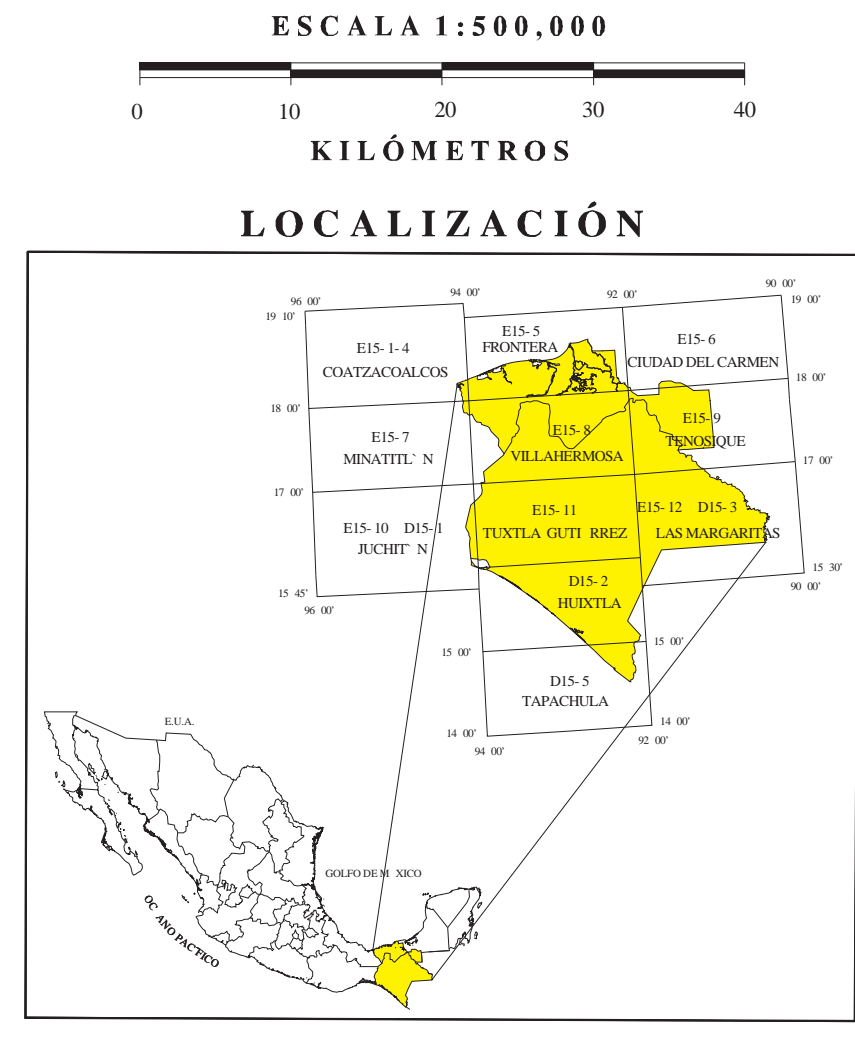 ESCALA 1:500,000
0 10 20 30 40
KILÓMETROS
LOCALIZACIÓN
96 00'
94 00'
92 00'
90 00'
19 10'
19 00'
E15- 1- 4
COATZACOALCOS
E15- 5
FRONTERA
E15- 6
CIUDAD DEL CARMEN
18 00'
18 00'
E15- 7
MINATITL` N
E15- 8
VILLAHERMOSA
E15- 9
TENOSIQUE
17 00'
17 00'
E15- 10 D15- 1
JUCHIT` N
E15- 11
TUXTLA GUTI RREZ
E15- 12 D15- 3
LAS MARGARITAS
15 45'
96 00'
15 30'
90 00'
D15- 2
HUIXTLA
15 00'
15 00'
D15- 5
TAPACHULA
14 00'
94 00'
14 00'
92 00'
E.U.A.
GOLFO DE M XICO
OC ANO PAC FICO